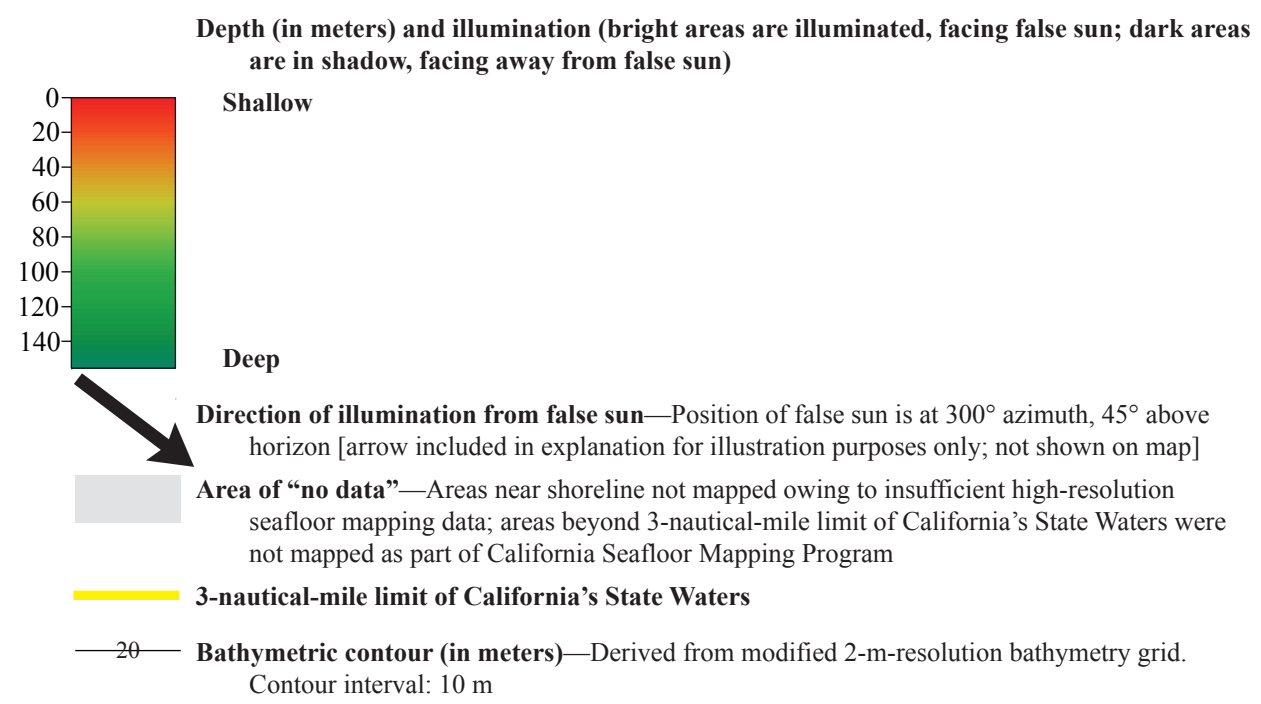 Depth (in meters) and illumination (bright areas are illuminated, facing false sun; dark areas
are in shadow, facing away from false sun)
0
Shallow
20
40
60
80
100
120
140
Deep
Direction of illumination from false sun—Position of false sun is at 300° azimuth, 45° above
horizon [arrow included in explanation for illustration purposes only; not shown on map]
Area of “no data”—Areas near shoreline not mapped owing to insufficient high-resolution
seafloor mapping data; areas beyond 3-nautical-mile limit of California’s State Waters were
not mapped as part of California Seafloor Mapping Program
3-nautical-mile limit of California’s State Waters
20
Bathymetric contour (in meters)—Derived from modified 2-m-resolution bathymetry grid.
Contour interval: 10 m